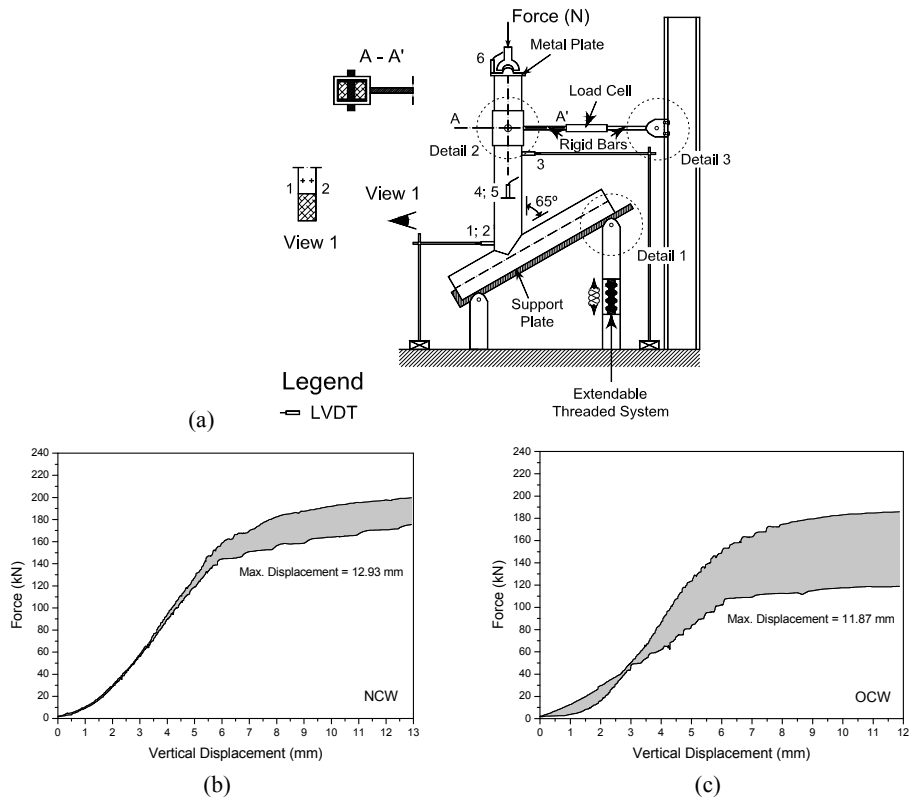 Force (N)
A - A'
6
Metal Plate
Load Cell
A
A'
Rigid Bars
Detail 2
3
Detail 3
1
2
View 1
View 1
4; 5
65º
1; 2
Detail 1
Support
Plate
Legend
LVDT
Extendable
Threaded System
(a)
240
220
200
180
160
140
120
100
80
60
40
20
0
Force (kN)
Max. Displacement = 12.93 mm
NCW
0 1 2 3 4 5 6 7 8 9 10 11 12 13
Vertical Displacement (mm)
(b)
240
220
200
180
160
140
120
100
80
60
40
20
0
Force (kN)
Max. Displacement = 11.87 mm
OCW
0 1 2 3 4 5 6 7 8 9 10 11 12
Vertical Displacement (mm)
(c)